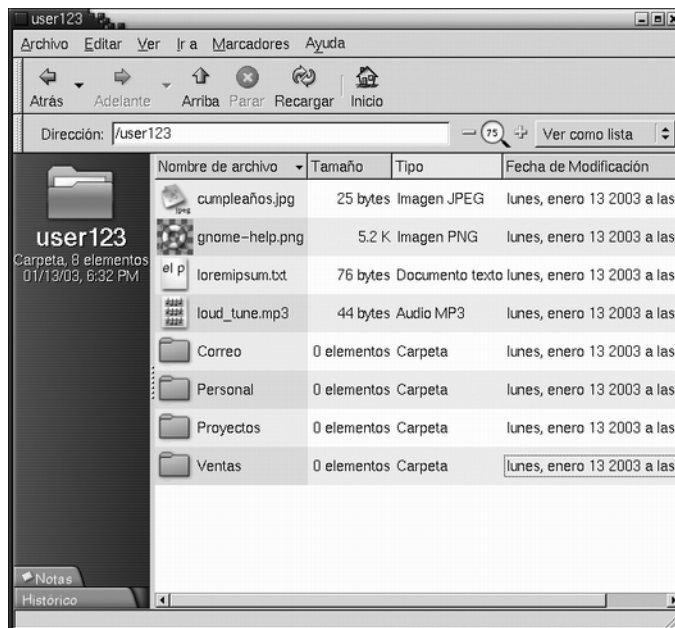 user123
Archivo Editar Ver Ir a Marcadores Ayuda
Atrás Adelante Arriba Parar Recargar Inicio
Dirección: /user123 75 Ver como lista
Nombre de archivo Tamaño Tipo Fecha de Modificación
user123
Carpeta, 8 elementos
01/13/03, 6:32 PM
cumpleaños.jpg 25 bytes Imagen JPEG lunes, enero 13 2003 a las
gnome-help.png 5.2 K Imagen PNG lunes, enero 13 2003 a las
el p loremipsum.txt 76 bytes Documento texto lunes, enero 13 2003 a las
loud_tune.mp3 44 bytes Audio MP3 lunes, enero 13 2003 a las
Correo 0 elementos Carpeta lunes, enero 13 2003 a las
Personal 0 elementos Carpeta lunes, enero 13 2003 a las
Proyectos 0 elementos Carpeta lunes, enero 13 2003 a las
Ventas 0 elementos Carpeta lunes, enero 13 2003 a las
Notas
Histórico